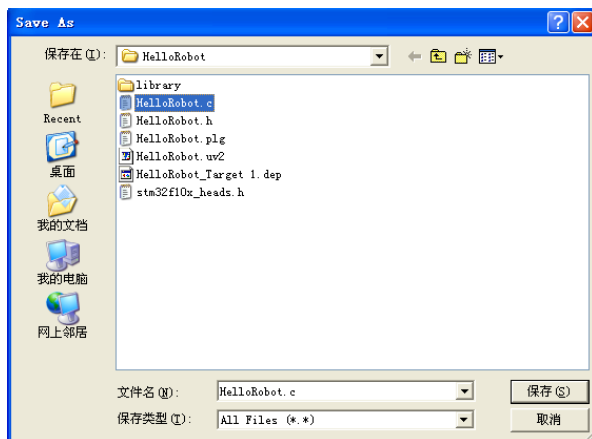 Save As
保存在(I):
HelloRobot
library
HelloRobot.c
HelloRobot.h
HelloRobot.plg
HelloRobot.uv2
HelloRobot_Target 1.dep
stm32f10x_heads.h
Recent
桌面
我的文档
我的电脑
网上邻居
文件名(N):
HelloRobot.c
保存(S)
保存类型(T):
All Files (*.*)
取消